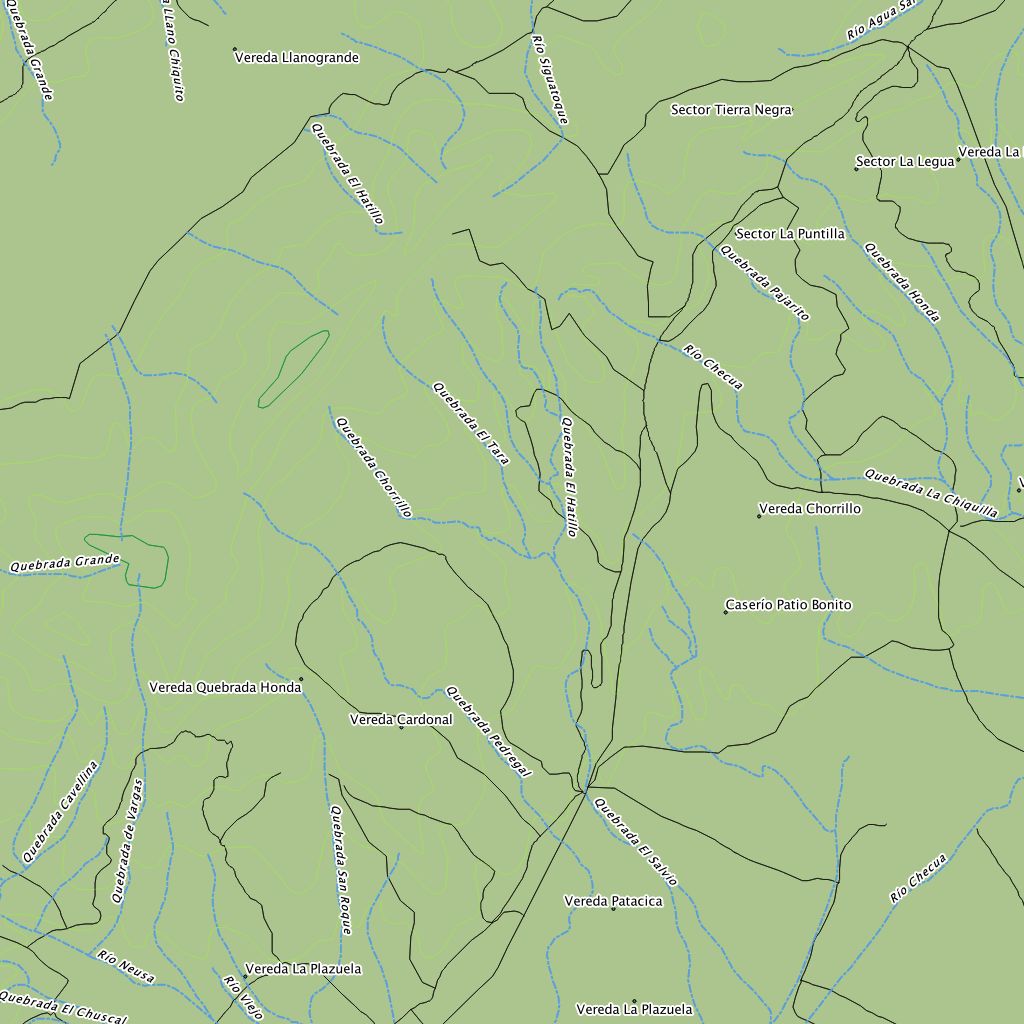 Quebrada Grande
LLano Chiquito
Vereda Llanogrande
Río Siguatoque
Sector Tierra Negra
Quebrada El Hatillo
Sector La Legua
Vereda La
Sector La Puntilla
Quebrada Pajarito
Quebrada Honda
Río Checua
Quebrada El Tara
Quebrada Chorrillo
Quebrada El Hatillo
Quebrada La Chiquilla
Vereda Chorrillo
Quebrada Grande
Caserío Patio Bonito
Vereda Quebrada Honda
Vereda Cardonal
Quebrada Pedregal
Quebrada Cavellina
Quebrada de Vargas
Quebrada San Roque
Quebrada El Salvio
Río Checua
Vereda Patacica
Río Neusa
Vereda La Plazuela
Río Viejo
Quebrada El Chuscal
Vereda La Plazuela